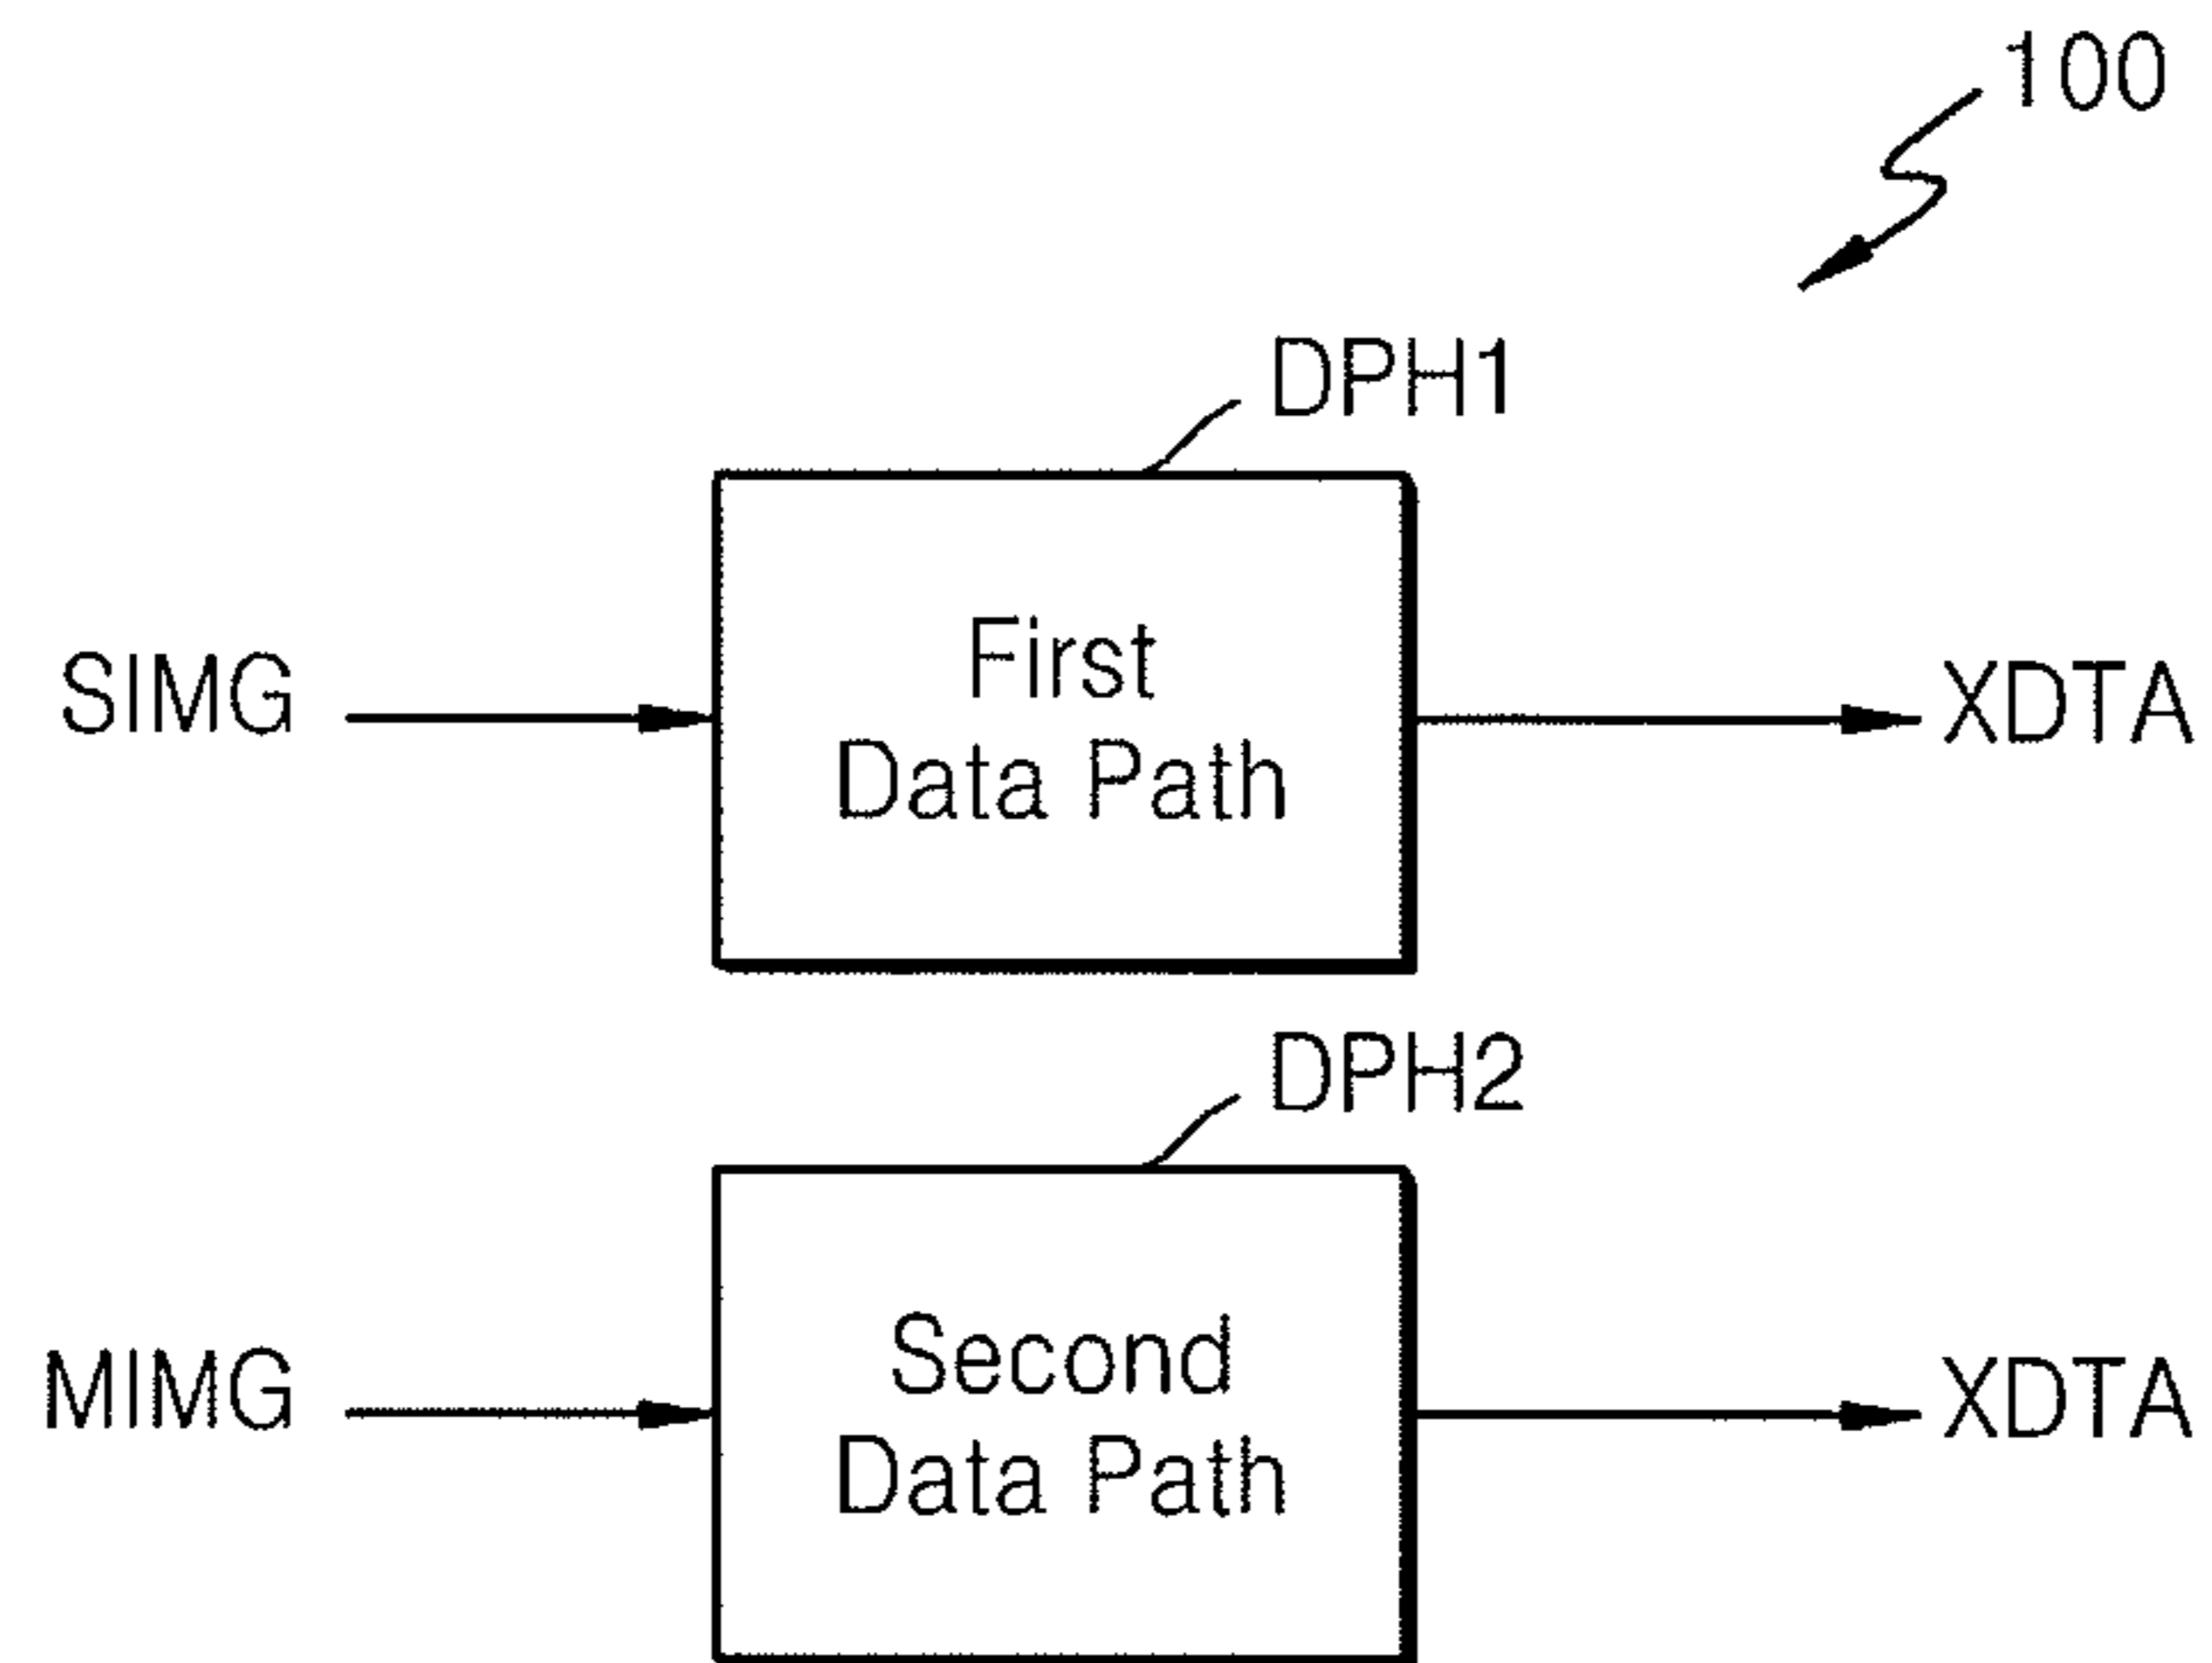 100
DPH1
First
Data Path
SIMG
XDTA
DPH2
Second
Data Path
MIMG
XDTA